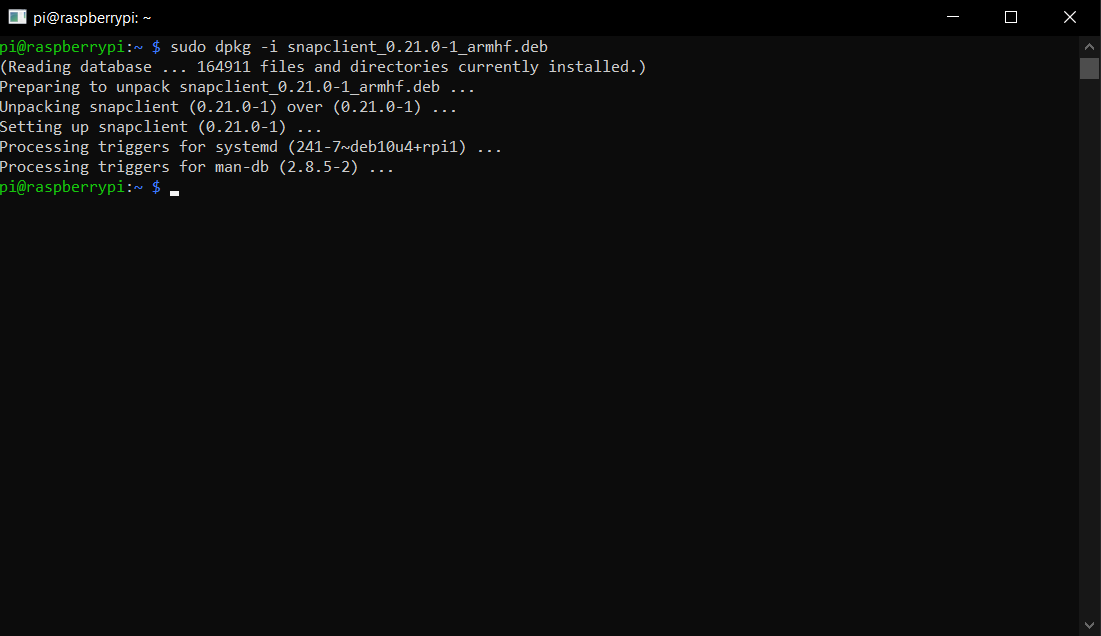 pi@raspberrypi: ~
pi@raspberrypi:~ $ sudo dpkg -i snapclient_0.21.0-1_armhf.deb
(Reading database ... 164911 files and directories currently installed.)
Preparing to unpack snapclient_0.21.0-1_armhf.deb ...
Unpacking snapclient (0.21.0-1) over (0.21.0-1) ...
Setting up snapclient (0.21.0-1) ...
Processing triggers for systemd (241-7~deb10u4+rpi1) ...
Processing triggers for man-db (2.8.5-2) ...
pi@raspberrypi:~ $